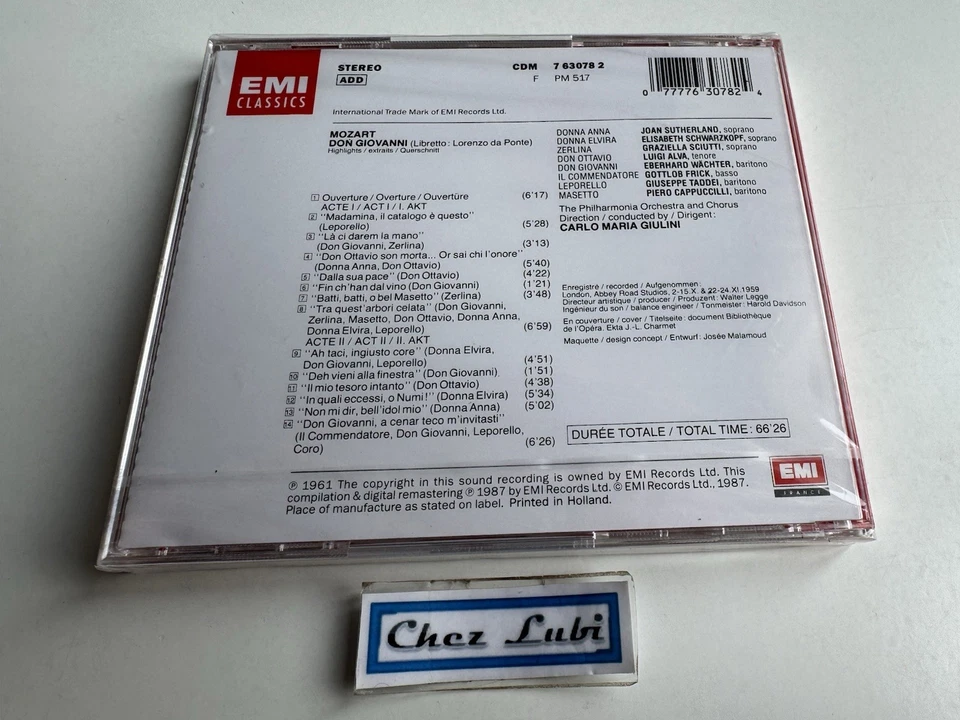 EMI
CLASSICS
STEREO
ADD
CDM 7 63078 2
F PM 517
0 77776 30782 4
International Trade Mark of EMI Records Ltd.
MOZART
DON GIOVANNI (Libretto : Lorenzo da Ponte)
Highlights / extraits / Querschnitt
DONNA ANNA JOAN SUTHERLAND, soprano
DONNA ELVIRA ELISABETH SCHWARZKOPF, soprano
ZERLINA GRAZIELLA SCIUTTI, soprano
DON OTTAVIO LUIGI ALVA, tenore
DON GIOVANNI EBERHARD WÄCHTER, baritono
IL COMMENDATORE GOTTLOB FRICK, basso
LEPORELLO GIUSEPPE TADDEI, baritono
MASETTO PIERO CAPPUCCILLI, baritono
The Philharmonia Orchestra and Chorus
Direction / conducted by / Dirigent :
CARLO MARIA GIULINI
1 Ouverture / Overture / Ouvertüre (6'17)
ACTE I / ACT I / I. AKT
2 "Madamina, il catalogo è questo"
(Leporello) (5'28)
3 "Là ci darem la mano"
(Don Giovanni, Zerlina) (3'13)
4 "Don Ottavio son morta... Or sai chi l'onore"
(Donna Anna, Don Ottavio) (5'40)
5 "Dalla sua pace" (Don Ottavio) (4'22)
6 "Fin ch'han dal vino (Don Giovanni) (1'21)
7 "Batti, batti, o bel Masetto" (Zerlina) (3'48)
8 "Tra quest'arbori celata" (Don Giovanni,
Zerlina, Masetto, Don Ottavio, Donna Anna,
Donna Elvira, Leporello) (6'59)
ACTE II / ACT II / II. AKT
9 "Ah taci, ingiusto core" (Donna Elvira,
Don Giovanni, Leporello) (4'51)
10 "Deh vieni alla finestra" (Don Giovanni) (1'51)
11 "Il mio tesoro intanto" (Don Ottavio) (4'38)
12 "In quali eccessi, o Numi!" (Donna Elvira) (5'34)
13 "Non mi dir, bell'idol mio" (Donna Anna) (5'02)
14 "Don Giovanni, a cenar teco m'invitasti"
(Il Commendatore, Don Giovanni, Leporello,
Coro) (6'26)
Enregistré / recorded / Aufgenommen :
London, Abbey Road Studios, 2-15.X. & 22-24.XI.1959
Directeur artistique / producer / Produzent : Walter Legge
Ingénieur du son / balance engineer / Tonmeister : Harold Davidson
En couverture / cover / Titelseite : document Bibliothèque
de l'Opéra. Ekta J.-L. Charmet
Maquette / design concept / Entwurf : Josée Malamoud
DURÉE TOTALE / TOTAL TIME : 66'26
℗ 1961 The copyright in this sound recording is owned by EMI Records Ltd. This
compilation & digital remastering ℗ 1987 by EMI Records Ltd. © EMI Records Ltd., 1987.
Place of manufacture as stated on label. Printed in Holland.
EMI
FRANCE
Chez Lubi